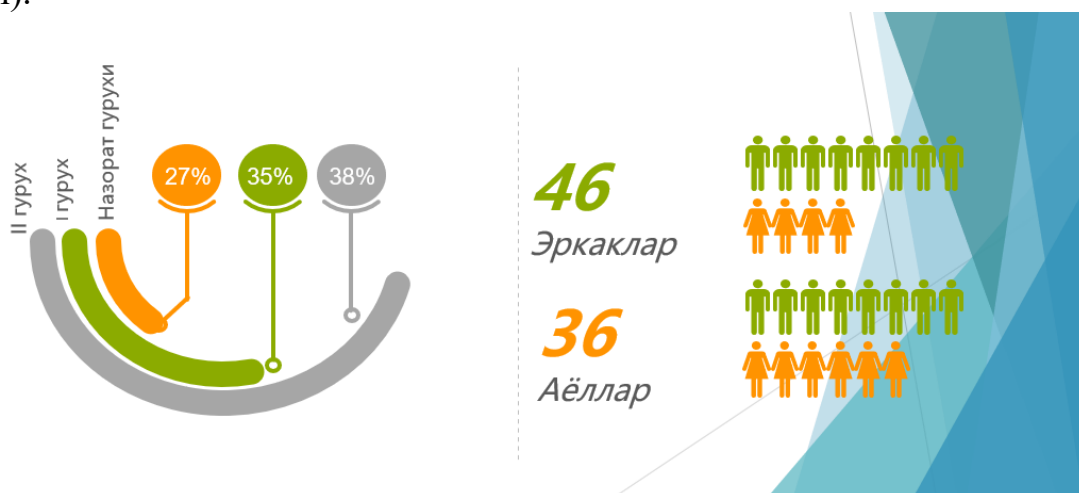 II гурух
I гурух
Назорат гурухи
27%
35%
38%
46
Эркаклар
36
Аёллар